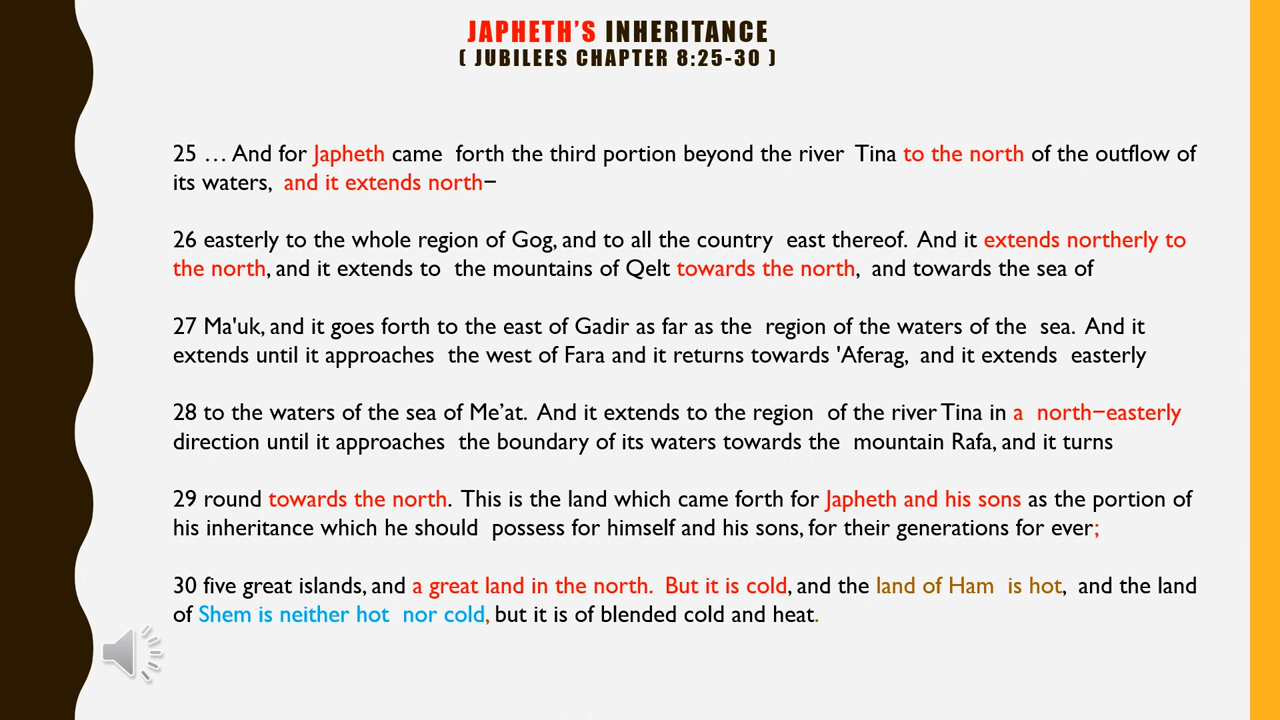 JAPHETH'S INHERITANCE
( JUBILEES CHAPTER 8:25-30 )
25 … And for Japheth came forth the third portion beyond the river Tina to the north of the outflow of
its waters, and it extends north–
26 easterly to the whole region of Gog, and to all the country east thereof. And it extends northerly to
the north, and it extends to the mountains of Qelt towards the north, and towards the sea of
27 Ma'uk, and it goes forth to the east of Gadir as far as the region of the waters of the sea. And it
extends until it approaches the west of Fara and it returns towards 'Aferag, and it extends easterly
28 to the waters of the sea of Me’at. And it extends to the region of the river Tina in a north–easterly
direction until it approaches the boundary of its waters towards the mountain Rafa, and it turns
29 round towards the north. This is the land which came forth for Japheth and his sons as the portion of
his inheritance which he should possess for himself and his sons, for their generations for ever;
30 five great islands, and a great land in the north. But it is cold, and the land of Ham is hot, and the land
of Shem is neither hot nor cold, but it is of blended cold and heat.